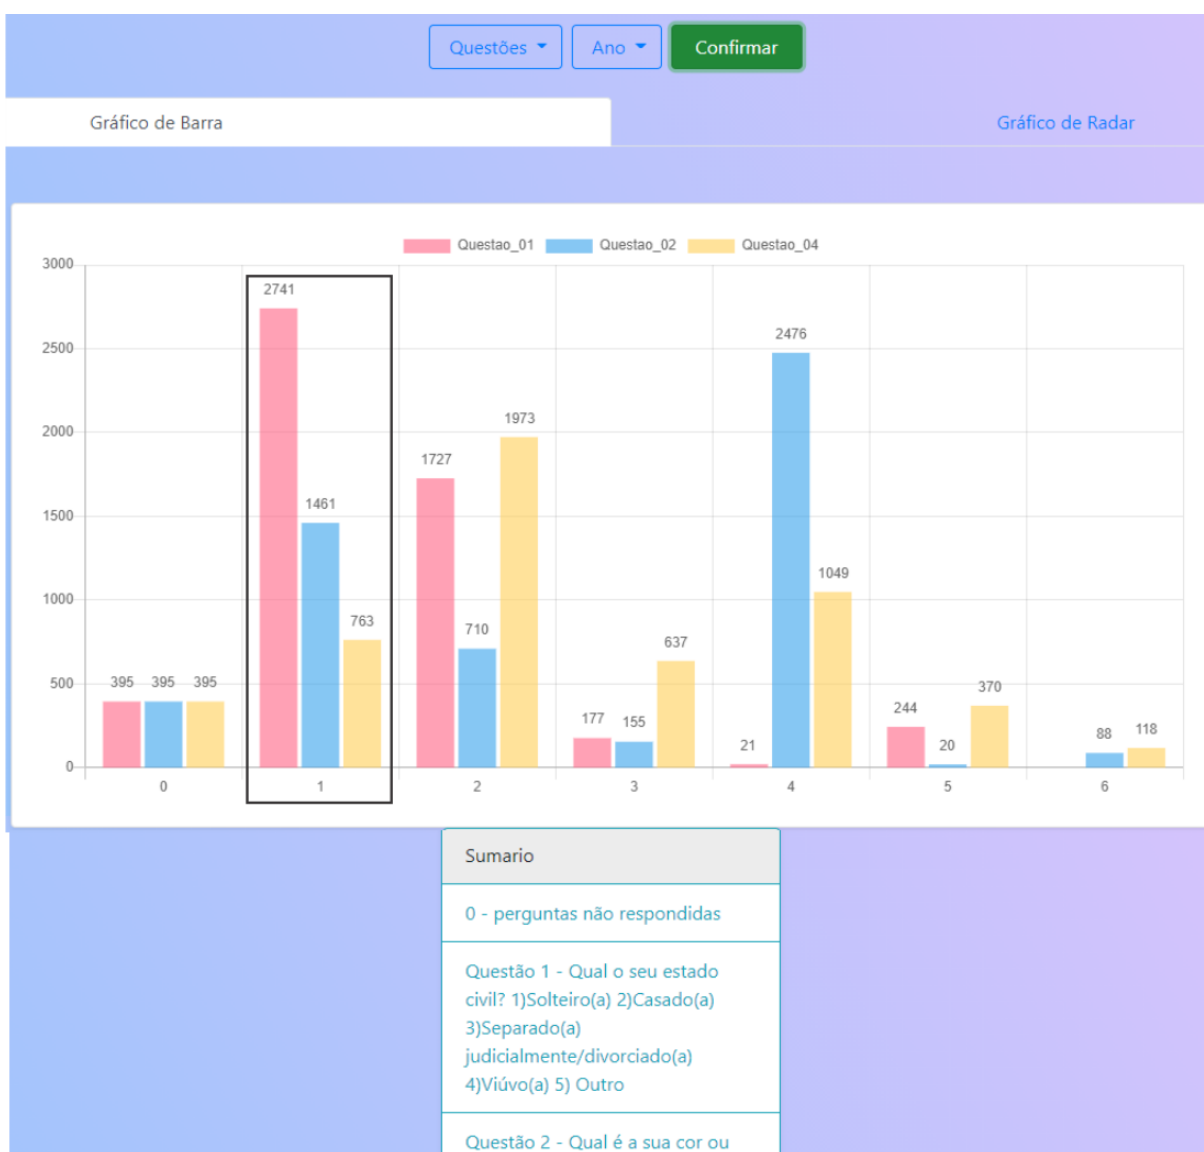 Questões Ano Confirmar
Gráfico de Barra Gráfico de Radar
Questao_01 Questao_02 Questao_04
3000
2500
2000
1500
1000
500
0
395 395 395
2741 1461 763
1727 710 1973
177 155 637
21 2476 1049
244 20 370
88 118
0 1 2 3 4 5 6
Sumario
0 - perguntas não respondidas
Questão 1 - Qual o seu estado
civil? 1)Solteiro(a) 2)Casado(a)
3)Separado(a)
judicialmente/divorciado(a)
4)Viúvo(a) 5) Outro
Questão 2 - Qual é a sua cor ou